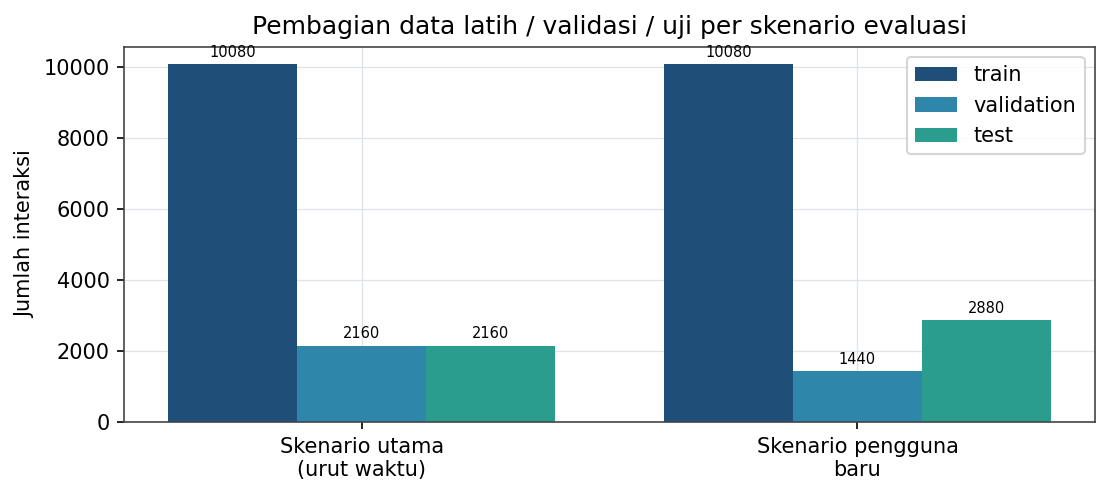 Pembagian data latih / validasi / uji per skenario evaluasi
Jumlah interaksi
10000
8000
6000
4000
2000
0
10080
2160
2160
10080
1440
2880
train
validation
test
Skenario utama
(urut waktu)
Skenario pengguna
baru